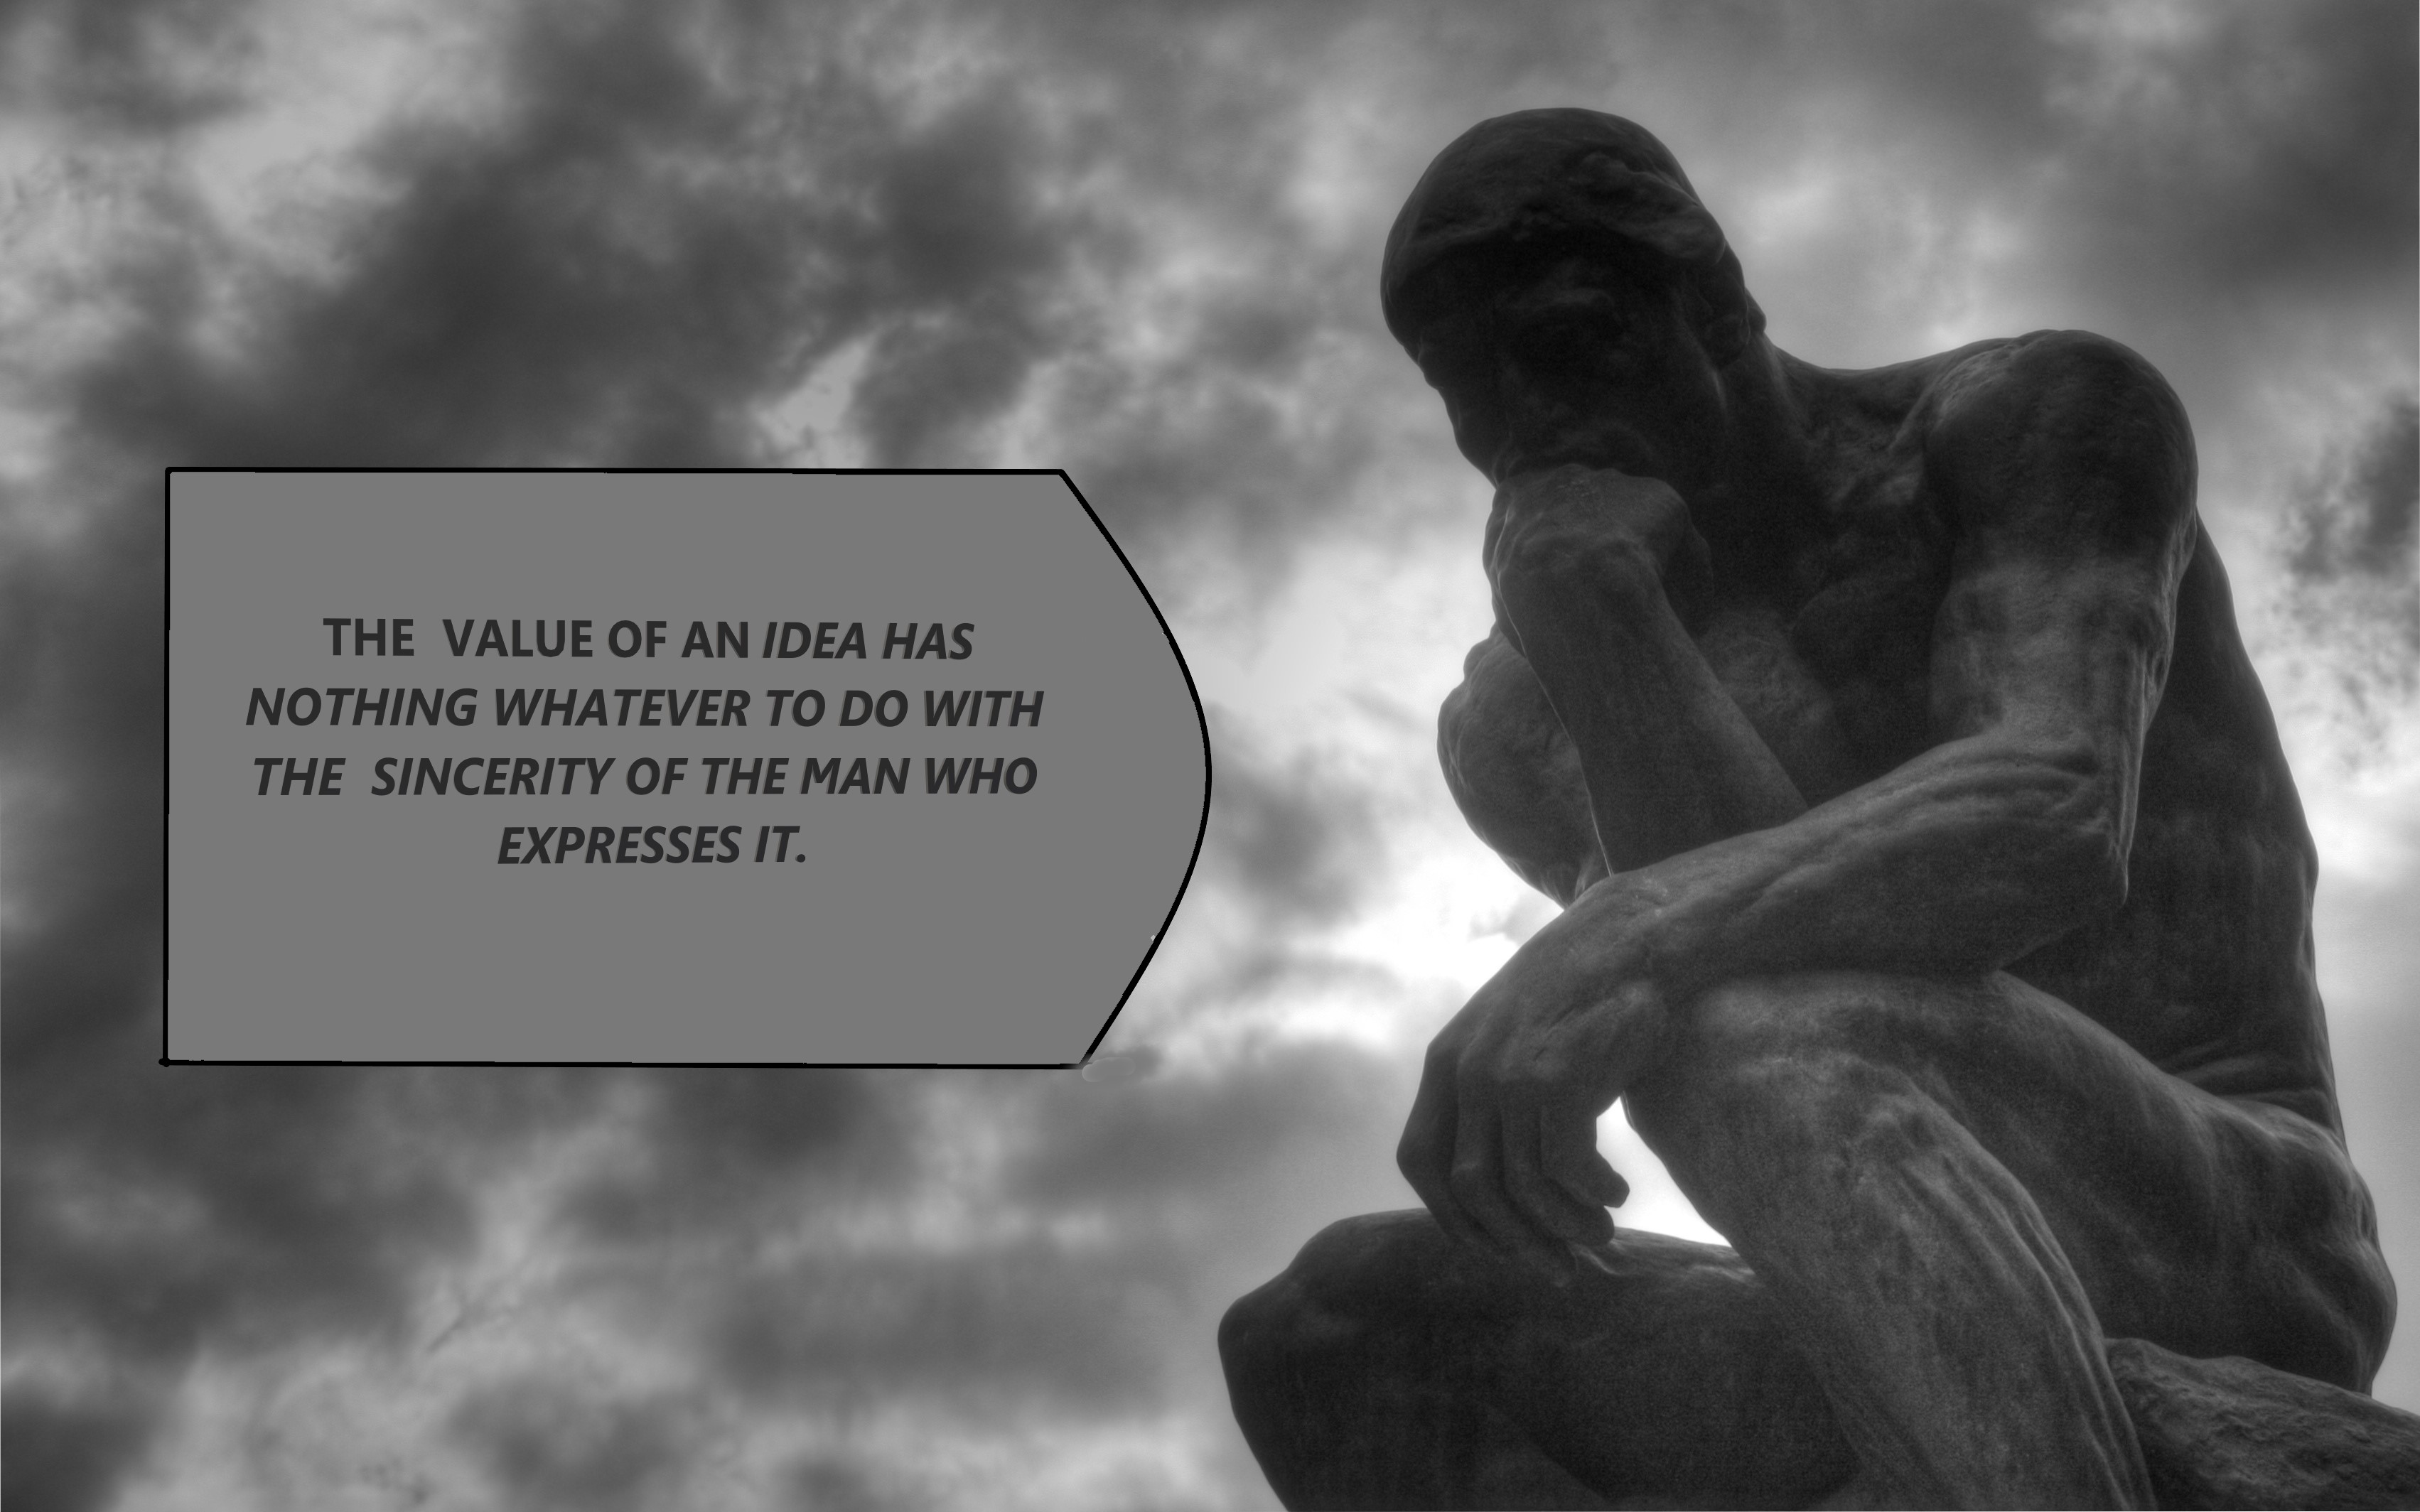 THE VALUE OF AN IDEA HAS
NOTHING WHATEVER TO DO WITH
THE SINCERITY OF THE MAN WHO
EXPRESSES IT.